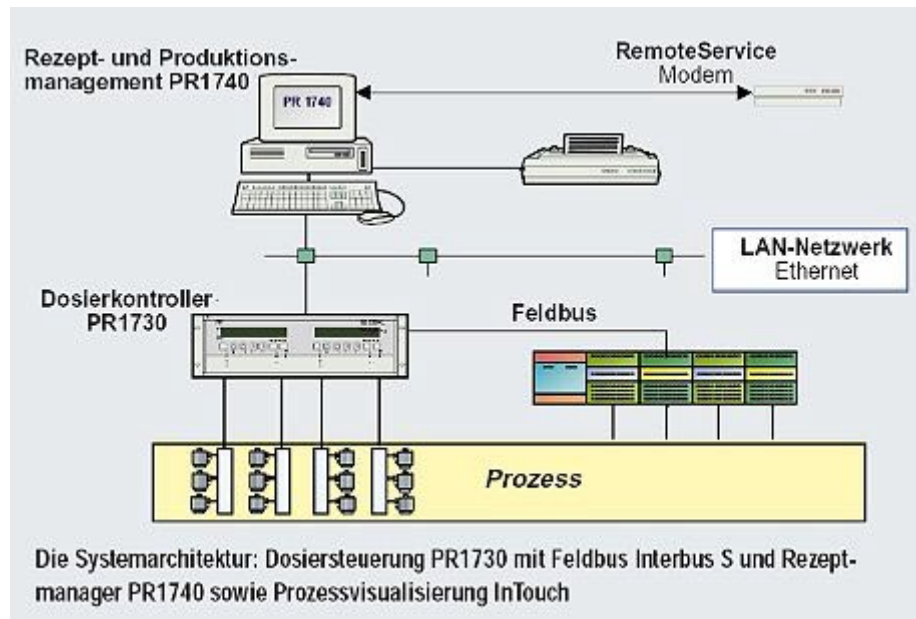 Rezept- und Produktions-
management PR1740
PR 1740
RemoteService
Modem
LAN-Netzwerk
Ethernet
Dosierkontroller
PR1730
Feldbus
Prozess
Die Systemarchitektur: Dosiersteuerung PR1730 mit Feldbus Interbus S und Rezept-
manager PR1740 sowie Prozessvisualisierung InTouch